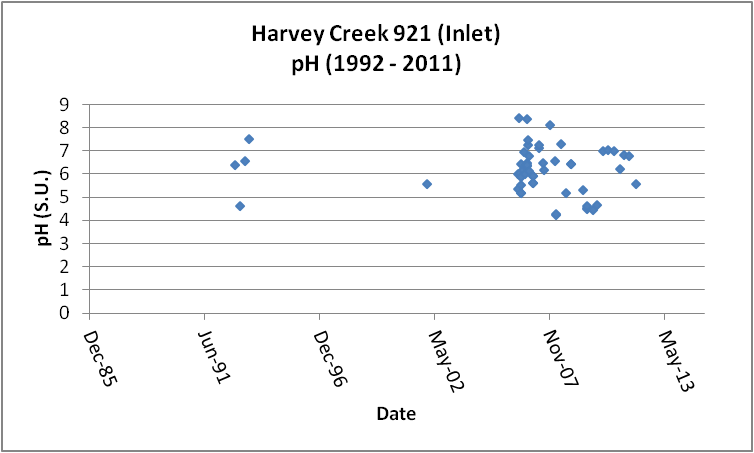 Harvey Creek 921 (Inlet)
pH (1992 - 2011)
pH (S.U.)
9
8
7
6
5
4
3
2
1
0
Dec-85
Jun-91
Dec-96
May-02
Nov-07
May-13
Date